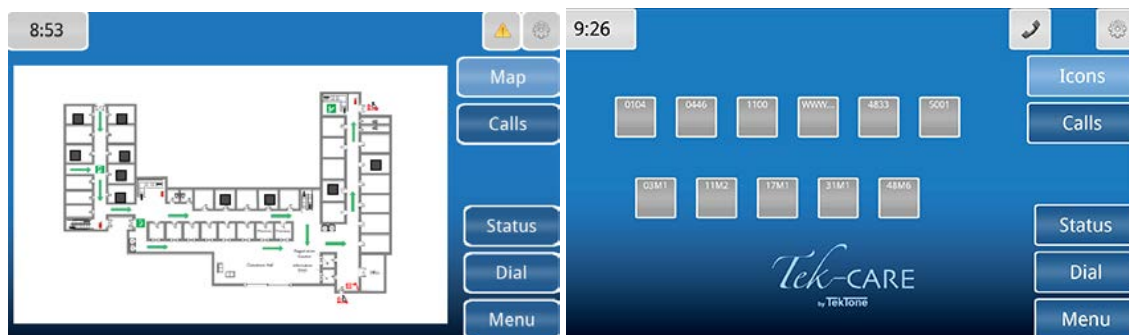 8:53
Map
Calls
Status
Dial
Menu
Office
9:26
Icons
Calls
0104 0446 1100 WWW... 4833 5001
03M1 11M2 17M1 31M1 48M6
Status
Dial
Menu
Tek-CARE
by TekTone